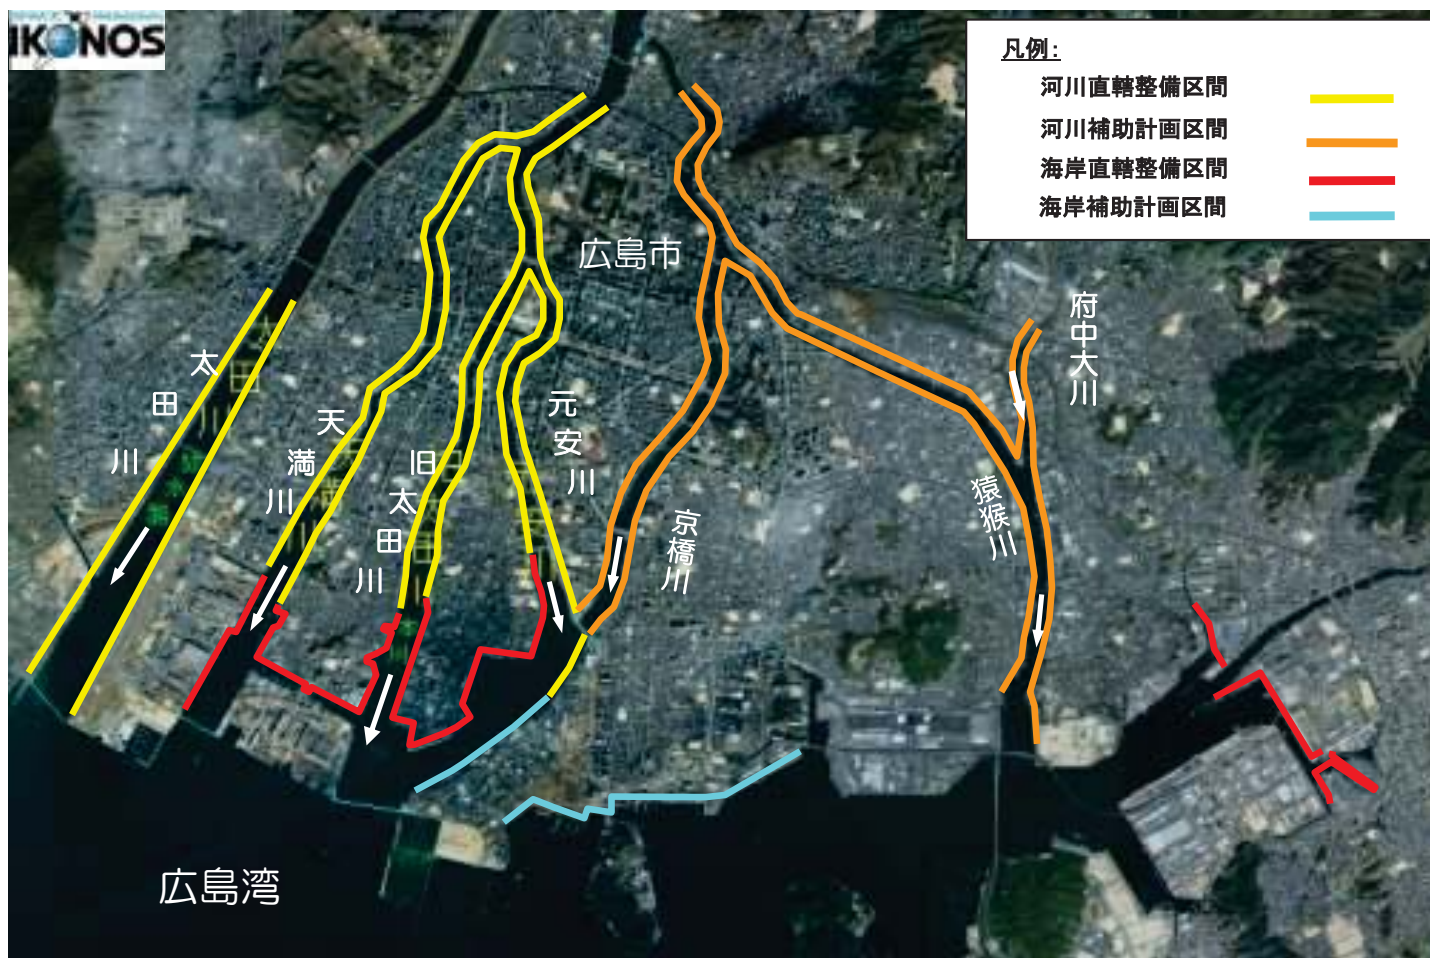 IKONOS
凡例:
河川直轄整備区間
河川補助計画区間
海岸直轄整備区間
海岸補助計画区間
広島市
府中大川
太田川
天満川
旧太田川
元安川
京橋川
猿猴川
広島湾